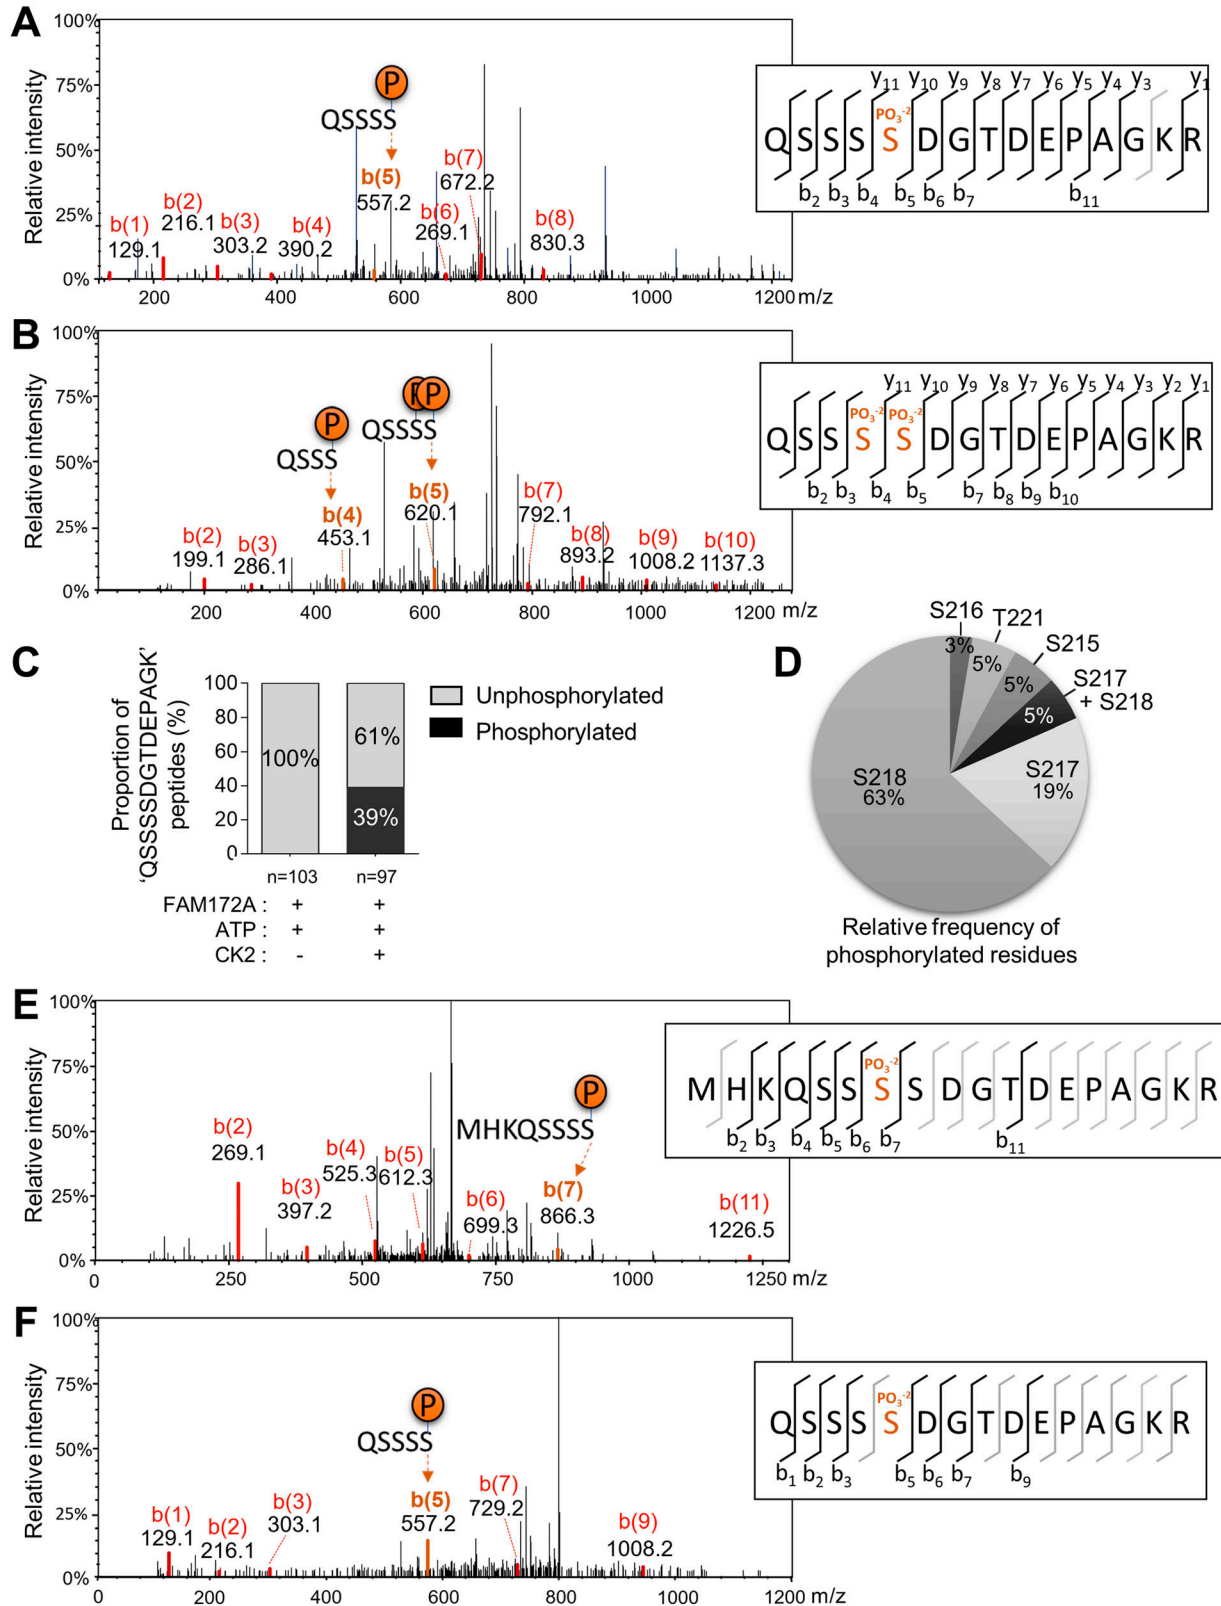 A
Relative intensity
100%
75%
50%
25%
0%
P
QSSSS
b(1)
129.1
b(2)
216.1
b(3)
303.2
b(4)
390.2
b(5)
557.2
b(6)
269.1
b(7)
672.2
b(8)
830.3
200 400 600 800 1000 1200 m/z
y11 y10 y9 y8 y7 y6 y5 y4 y3 y1
PO3-2
Q S S S S D G T D E P A G K R
b2 b3 b4 b5 b6 b7 b11
B
Relative intensity
100%
75%
50%
25%
0%
P
QSSS
P P
QSSSS
b(2)
199.1
b(3)
286.1
b(4)
453.1
b(5)
620.1
b(7)
792.1
b(8)
893.2
b(9)
1008.2
b(10)
1137.3
200 400 600 800 1000 1200 m/z
y11 y10 y9 y8 y7 y6 y5 y4 y3 y2 y1
PO3-2 PO3-2
Q S S S S D G T D E P A G K R
b2 b3 b4 b5 b7 b8 b9 b10
C
Proportion of
‘QSSSSDGTDEPAGK’
peptides (%)
100
80
60
40
20
0
100%
61%
39%
Unphosphorylated
Phosphorylated
n=103 n=97
FAM172A : + +
ATP : + +
CK2 : - +
D
S216
3%
T221
5%
S215
5%
S217
+ S218
5%
S217
19%
S218
63%
Relative frequency of
phosphorylated residues
E
Relative intensity
100%
75%
50%
25%
0%
b(2)
269.1
b(3)
397.2
b(4)
525.3
b(5)
612.3
b(6)
699.3
P
MHKQSSSS
b(7)
866.3
b(11)
1226.5
0 250 500 750 1000 1250 m/z
PO3-2
M H K Q S S S S D G T D E P A G K R
b2 b3 b4 b5 b6 b7 b11
F
Relative intensity
100%
75%
50%
25%
0%
P
QSSSS
b(1)
129.1
b(2)
216.1
b(3)
303.1
b(5)
557.2
b(7)
729.2
b(9)
1008.2
200 400 600 800 1000 1200 m/z
PO3-2
Q S S S S D G T D E P A G K R
b1 b2 b3 b5 b6 b7 b9